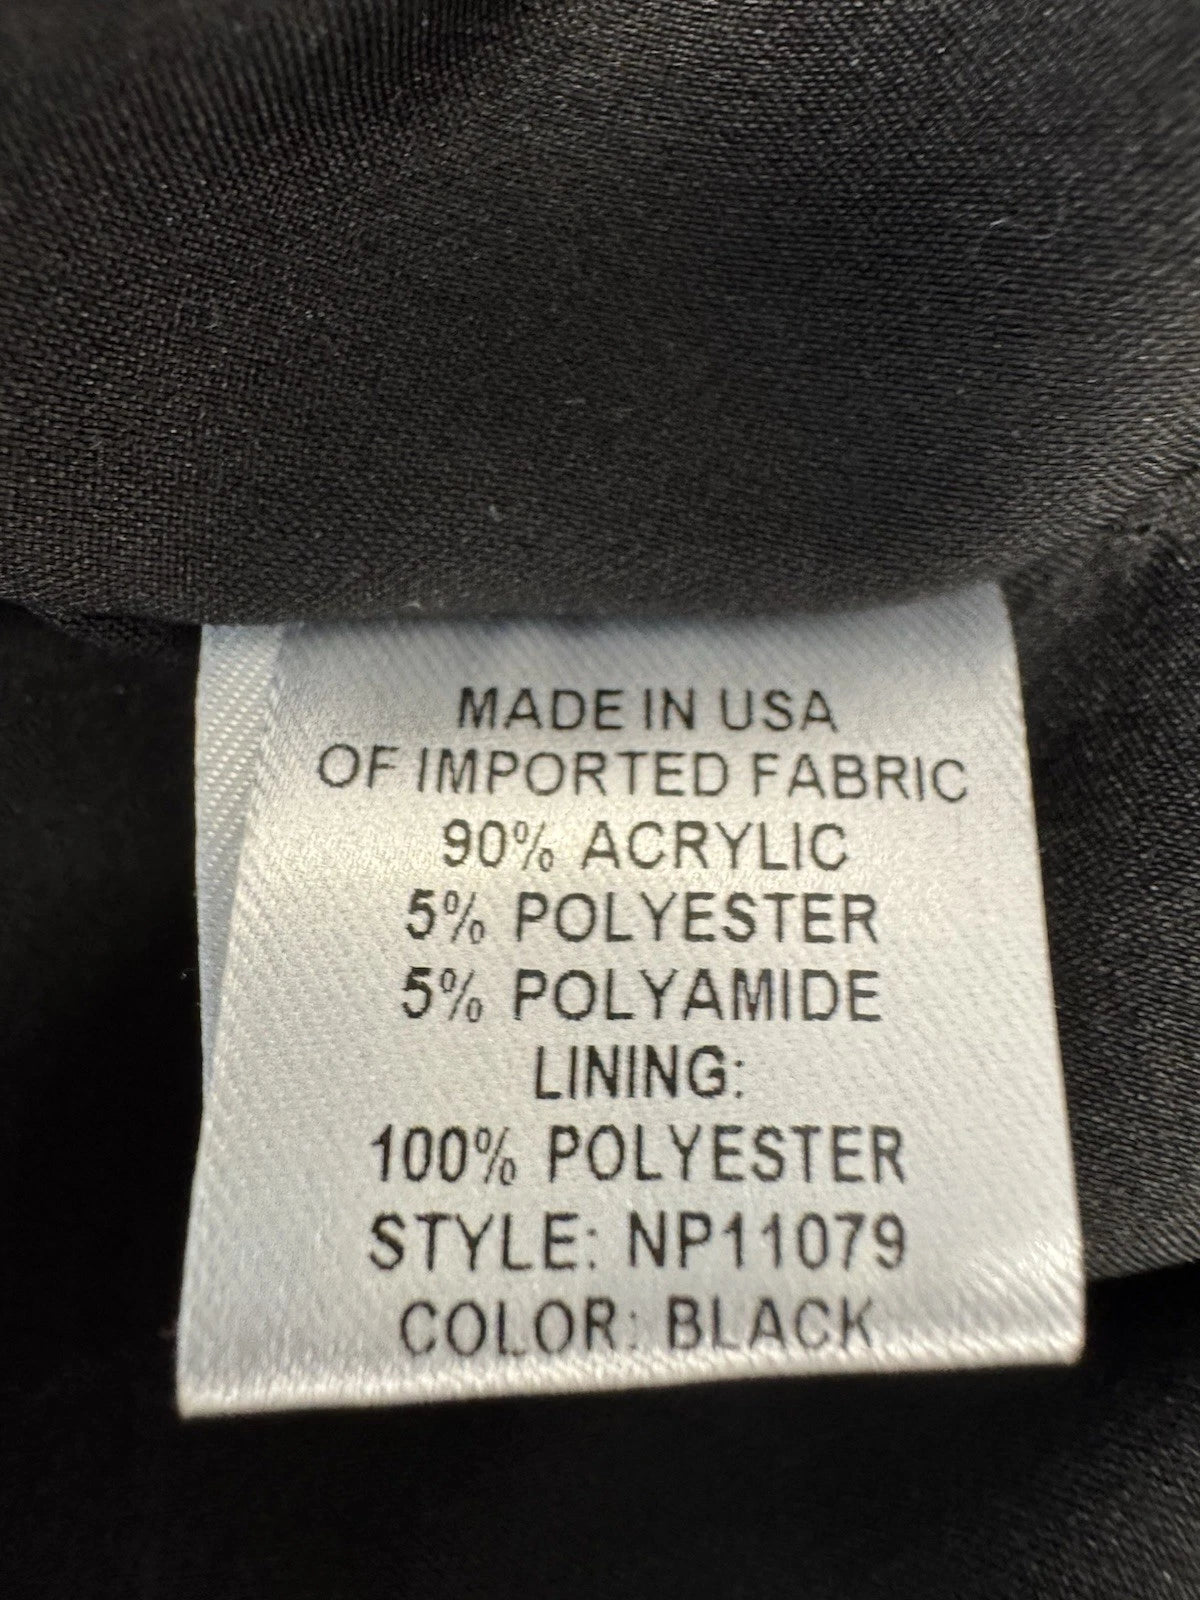 MADE IN USA
OF IMPORTED FABRIC
90% ACRYLIC
5% POLYESTER
5% POLYAMIDE
LINING:
100% POLYESTER
STYLE: NP11079
COLOR: BLACK